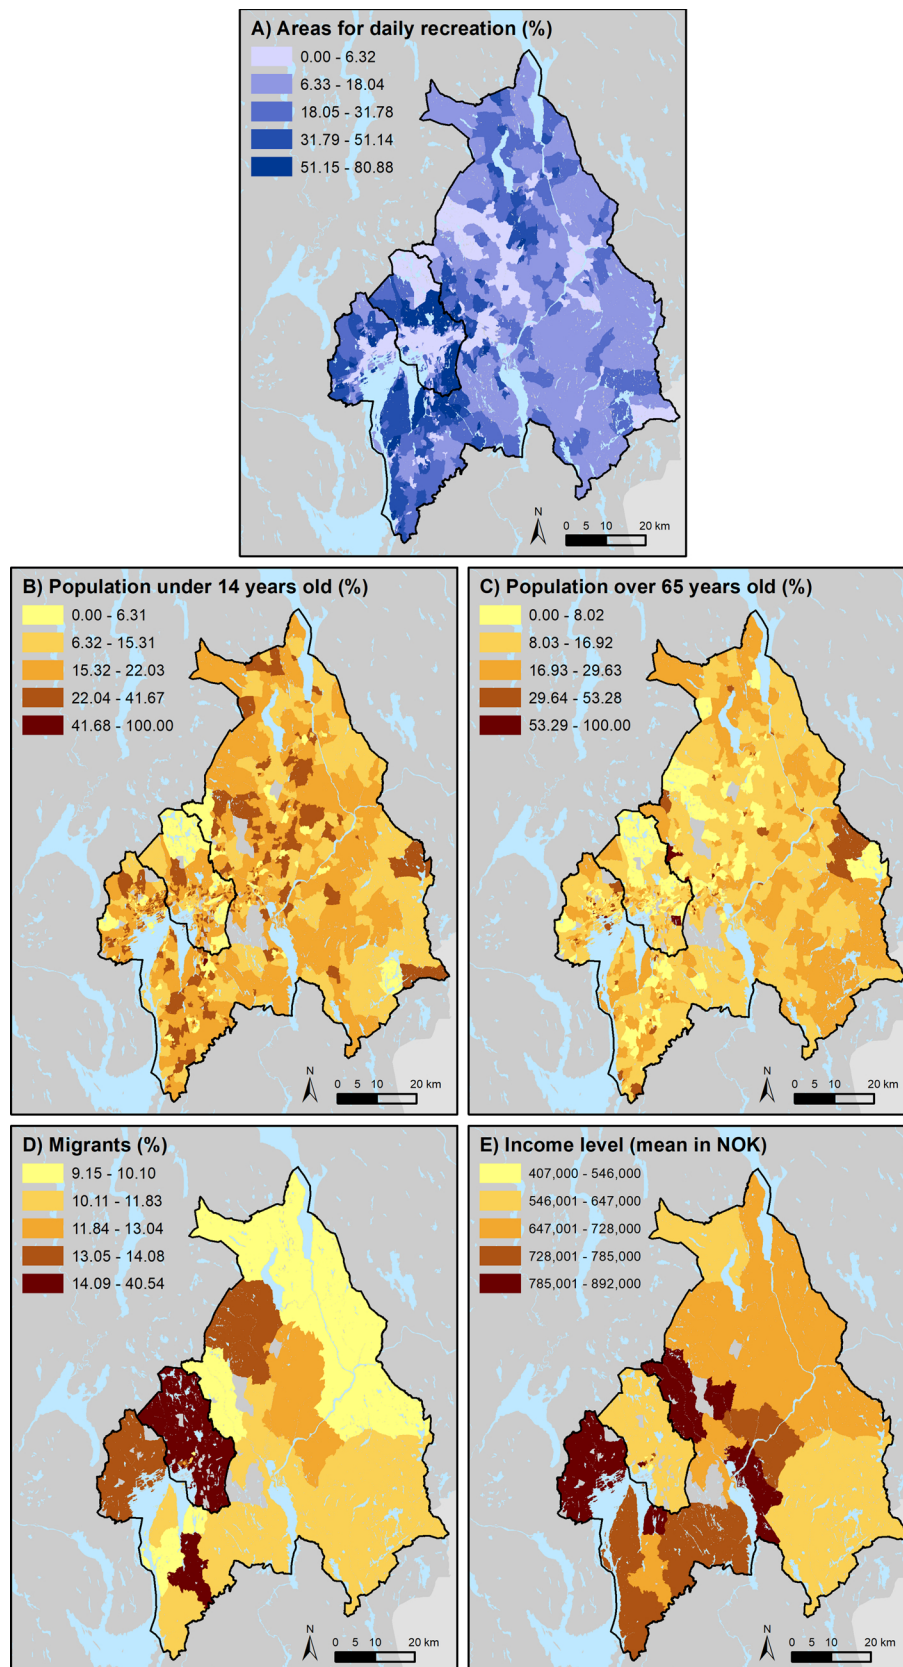 A) Areas for daily recreation (%)
0.00 - 6.32
6.33 - 18.04
18.05 - 31.78
31.79 - 51.14
51.15 - 80.88
N
0 5 10 20 km
B) Population under 14 years old (%)
0.00 - 6.31
6.32 - 15.31
15.32 - 22.03
22.04 - 41.67
41.68 - 100.00
N
0 5 10 20 km
C) Population over 65 years old (%)
0.00 - 8.02
8.03 - 16.92
16.93 - 29.63
29.64 - 53.28
53.29 - 100.00
N
0 5 10 20 km
D) Migrants (%)
9.15 - 10.10
10.11 - 11.83
11.84 - 13.04
13.05 - 14.08
14.09 - 40.54
N
0 5 10 20 km
E) Income level (mean in NOK)
407,000 - 546,000
546,001 - 647,000
647,001 - 728,000
728,001 - 785,000
785,001 - 892,000
N
0 5 10 20 km